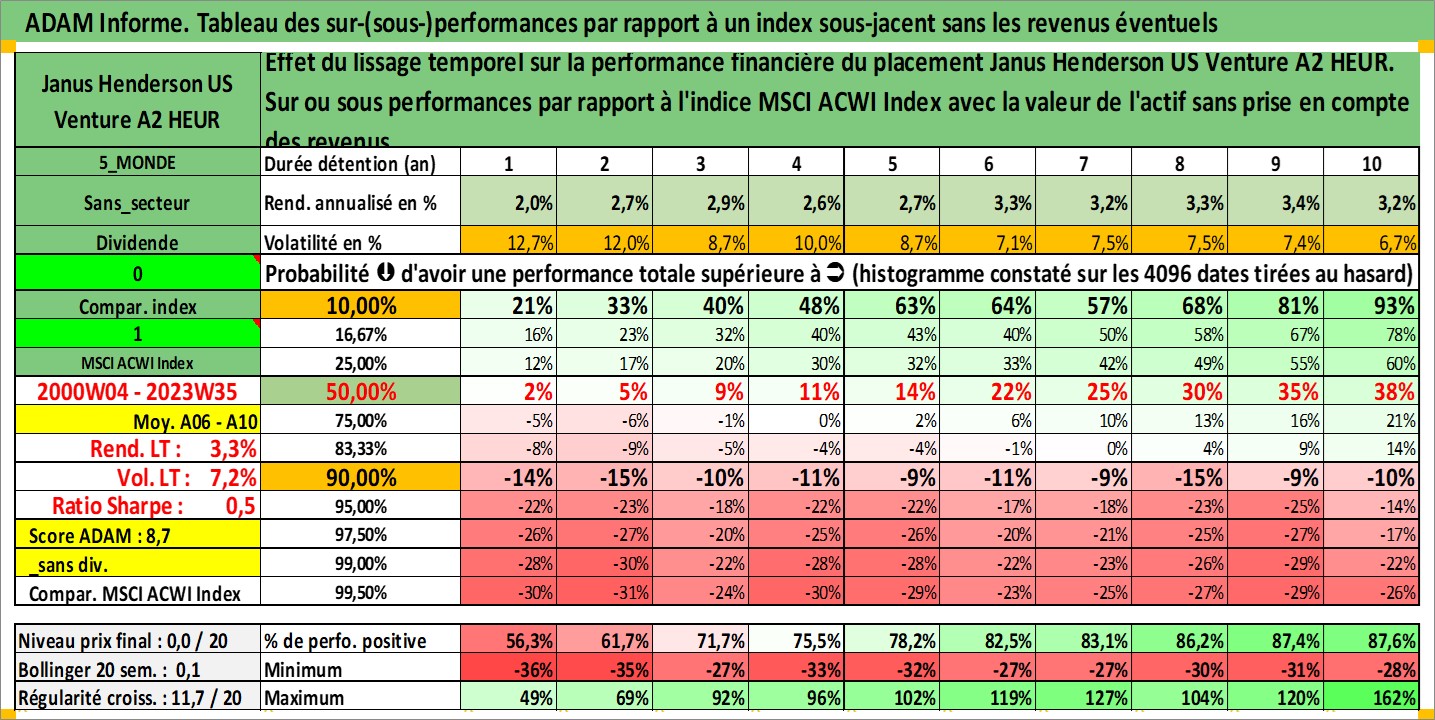 ADAM Informe. Tableau des sur-(sous-)performances par rapport à un index sous-jacent sans les revenus éventuels
Janus Henderson US
Venture A2 HEUR
Effet du lissage temporel sur la performance financière du placement Janus Henderson US Venture A2 HEUR.
Sur ou sous performances par rapport à l'indice MSCI ACWI Index avec la valeur de l'actif sans prise en compte
des revenus
5_MONDE Durée détention (an) 1 2 3 4 5 6 7 8 9 10
Sans_secteur Rend. annualisé en % 2,0% 2,7% 2,9% 2,6% 2,7% 3,3% 3,2% 3,3% 3,4% 3,2%
Dividende Volatilité en % 12,7% 12,0% 8,7% 10,0% 8,7% 7,1% 7,5% 7,5% 7,4% 6,7%
0 Probabilité d'avoir une performance totale supérieure à (histogramme constaté sur les 4096 dates tirées au hasard)
Compar. index 10,00% 21% 33% 40% 48% 63% 64% 57% 68% 81% 93%
1 16,67% 16% 23% 32% 40% 43% 40% 50% 58% 67% 78%
MSCI ACWI Index 25,00% 12% 17% 20% 30% 32% 33% 42% 49% 55% 60%
2000W04 - 2023W35 50,00% 2% 5% 9% 11% 14% 22% 25% 30% 35% 38%
Moy. A06 - A10 75,00% -5% -6% -1% 0% 2% 6% 10% 13% 16% 21%
Rend. LT : 3,3% 83,33% -8% -9% -5% -4% -4% -1% 0% 4% 9% 14%
Vol. LT : 7,2% 90,00% -14% -15% -10% -11% -9% -11% -9% -15% -9% -10%
Ratio Sharpe : 0,5 95,00% -22% -23% -18% -22% -22% -17% -18% -23% -25% -14%
Score ADAM : 8,7 97,50% -26% -27% -20% -25% -26% -20% -21% -25% -27% -17%
_sans div. 99,00% -28% -30% -22% -28% -28% -22% -23% -26% -29% -22%
Compar. MSCI ACWI Index 99,50% -30% -31% -24% -30% -29% -23% -25% -27% -29% -26%
Niveau prix final : 0,0 / 20 % de perfo. positive 56,3% 61,7% 71,7% 75,5% 78,2% 82,5% 83,1% 86,2% 87,4% 87,6%
Bollinger 20 sem. : 0,1 Minimum -36% -35% -27% -33% -32% -27% -27% -30% -31% -28%
Régularité croiss. : 11,7 / 20 Maximum 49% 69% 92% 96% 102% 119% 127% 104% 120% 162%